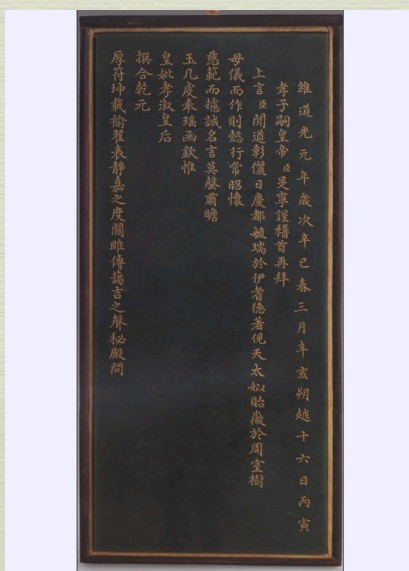 維道光元年歲次辛巳春三月辛亥朔越十六日丙寅
孝子嗣皇帝臣旻寧謹稽首再拜
上言臣聞道彰儷日慶都毓瑞於伊耆德著俔天太姒貽徽於周室樹
母儀而作則懿行常昭懷
慈範而攄誠名言莫罄肅瞻
玉几虔奉瑤函欽惟
皇妣孝淑皇后
撰合乾元
厚符坤載褕翟表靜嘉之度關雎傳藹言之聲秘殿問